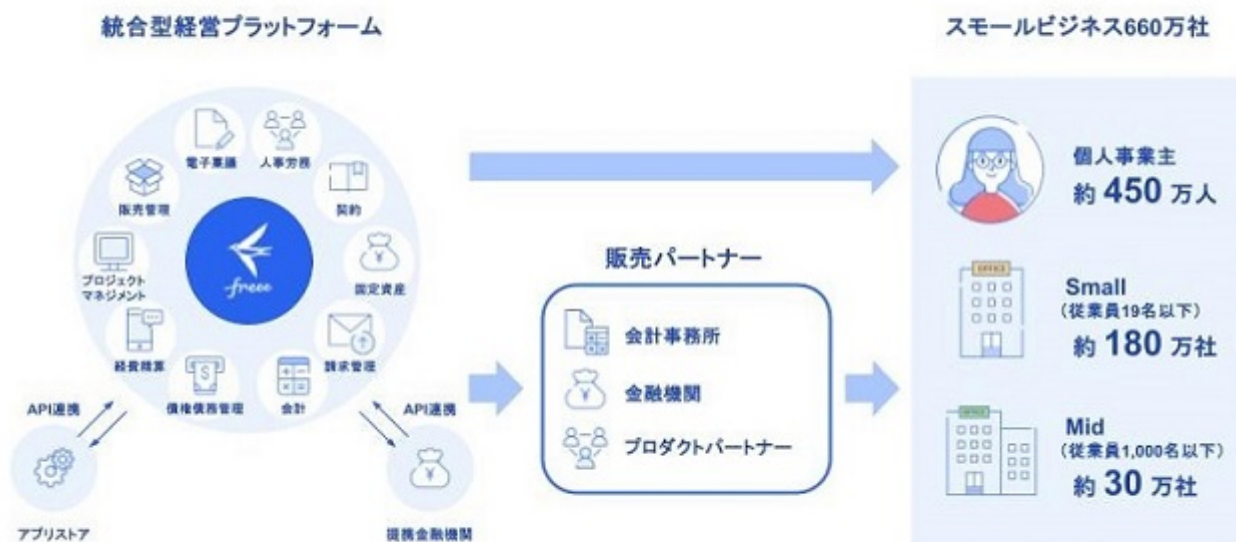 統合型経営プラットフォーム
スモールビジネス660万社
電子稟議
人事労務
販売管理
契約
プロジェクト
マネジメント
freee
固定資産
経費精算
請求管理
債権債務管理
会計
API連携
API連携
アプリストア
提携金融機関
販売パートナー
会計事務所
金融機関
プロダクトパートナー
個人事業主
約 450 万人
OFFICE
Small
(従業員19名以下)
約 180 万社
OFFICE
Mid
(従業員1,000名以下)
約 30 万社